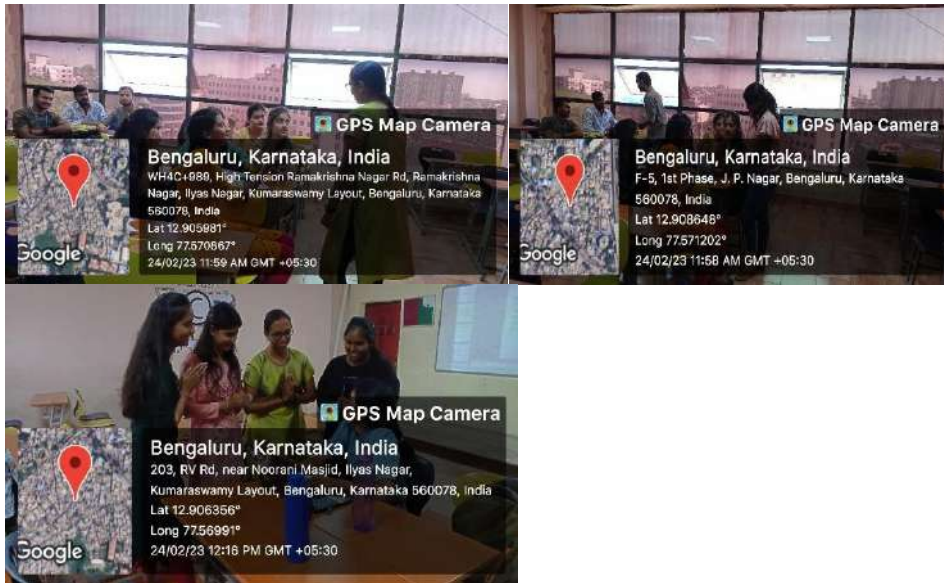 GPS Map Camera
Bengaluru, Karnataka, India
WH4C+989, High Tension Ramakrishna Nagar Rd, Ramakrishna
Nagar, Ilyas Nagar, Kumaraswamy Layout, Bengaluru, Karnataka
560078, India
Lat 12.905981°
Long 77.570867°
24/02/23 11:59 AM GMT +05:30
Google
GPS Map Camera
Bengaluru, Karnataka, India
F-5, 1st Phase, J. P. Nagar, Bengaluru, Karnataka
560078, India
Lat 12.908648°
Long 77.571202°
24/02/23 11:58 AM GMT +05:30
Google
GPS Map Camera
Bengaluru, Karnataka, India
203, RV Rd, near Noorani Masjid, Ilyas Nagar,
Kumaraswamy Layout, Bengaluru, Karnataka 560078, India
Lat 12.906356°
Long 77.56991°
24/02/23 12:16 PM GMT +05:30
Google